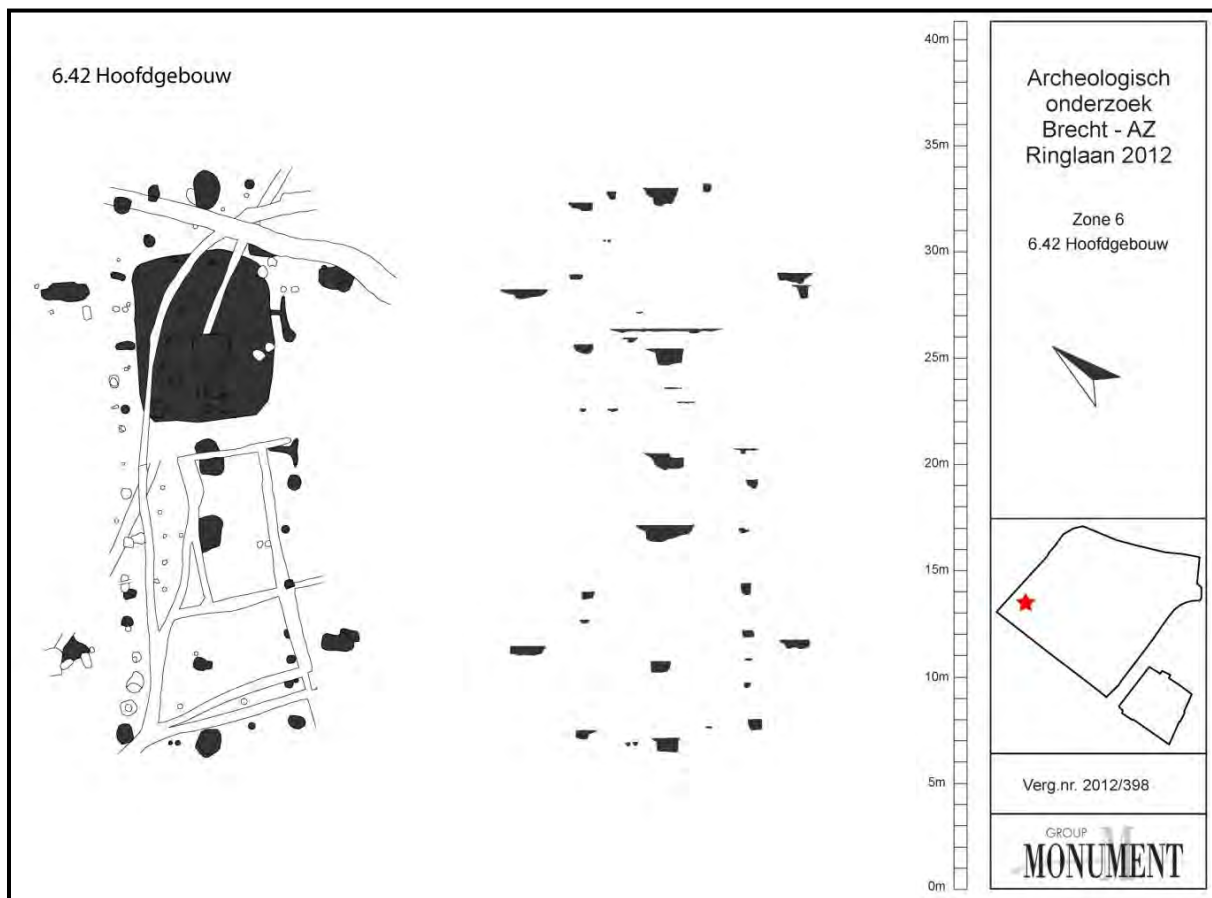 6.42 Hoofdgebouw
40m
35m
30m
25m
20m
15m
10m
5m
0m
Archeologisch
onderzoek
Brecht - AZ
Ringlaan 2012
Zone 6
6.42 Hoofdgebouw
Verg.nr. 2012/398
GROUP
M
MONUMENT